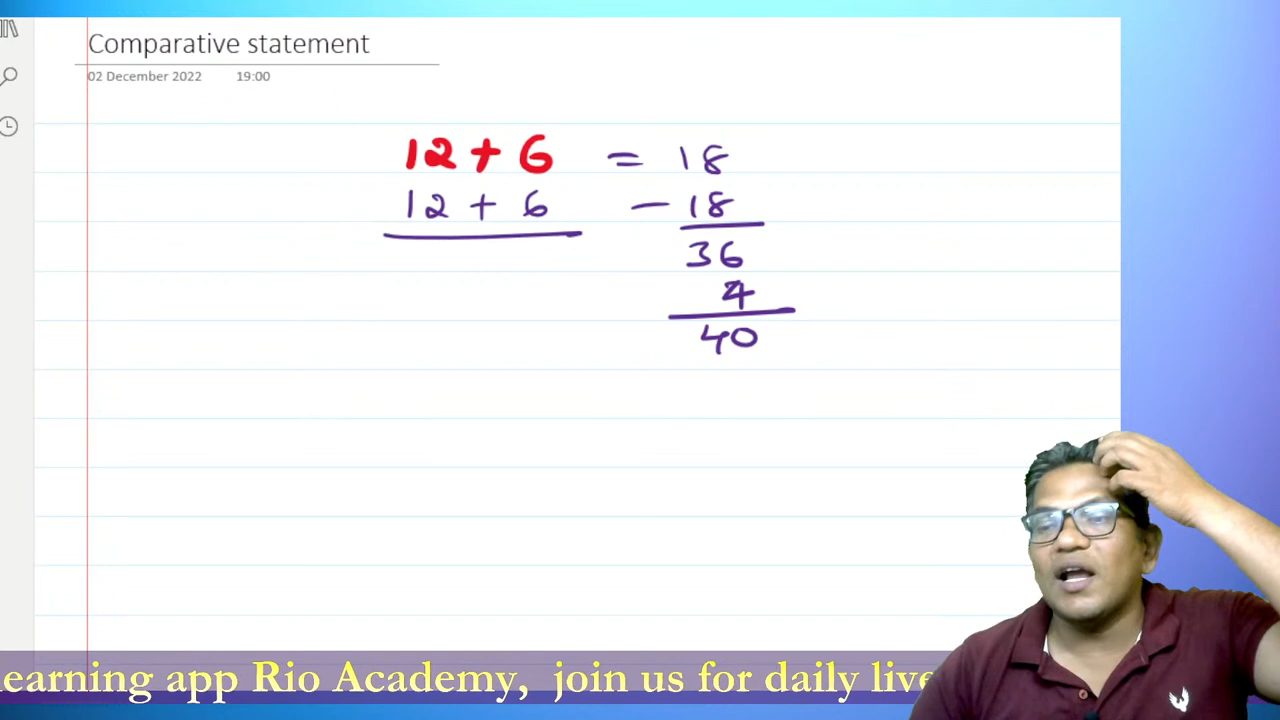 Comparative statement
02 December 2022 19:00
12 + 6 = 18
12 + 6 - 18
36
4
40
learning app Rio Academy, join us for daily live